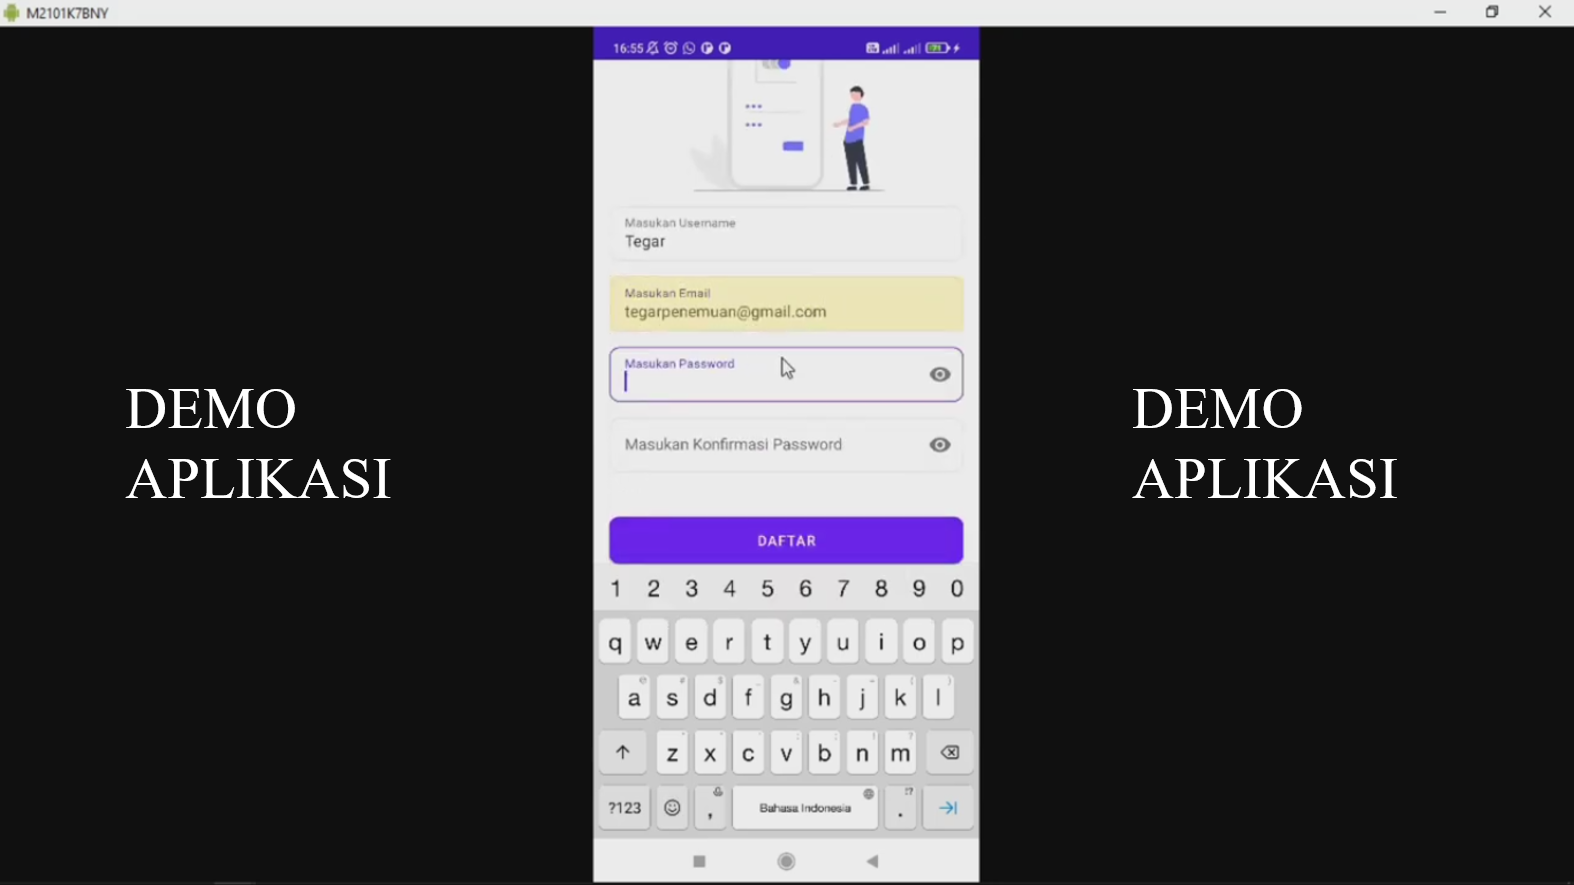 M2101K7BNY
16:55
Masukan Username
Tegar
Masukan Email
tegarpenemuan@gmail.com
Masukan Password
Masukan Konfirmasi Password
DAFTAR
DEMO
APLIKASI
DEMO
APLIKASI
1 2 3 4 5 6 7 8 9 0
q w e r t y u i o p
a s d f g h j k l
z x c v b n m
?123 , Bahasa Indonesia .